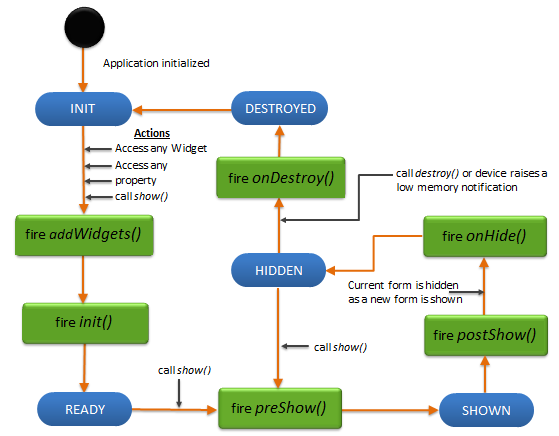 Application initialized
INIT
DESTROYED
Actions
Access any Widget
Access any
property
call show()
fire onDestroy()
call destroy() or device raises a
low memory notification
fire addWidgets()
fire onHide()
HIDDEN
Current form is hidden
as a new form is shown
fire init()
fire postShow()
call show()
call show()
READY
fire preShow()
SHOWN